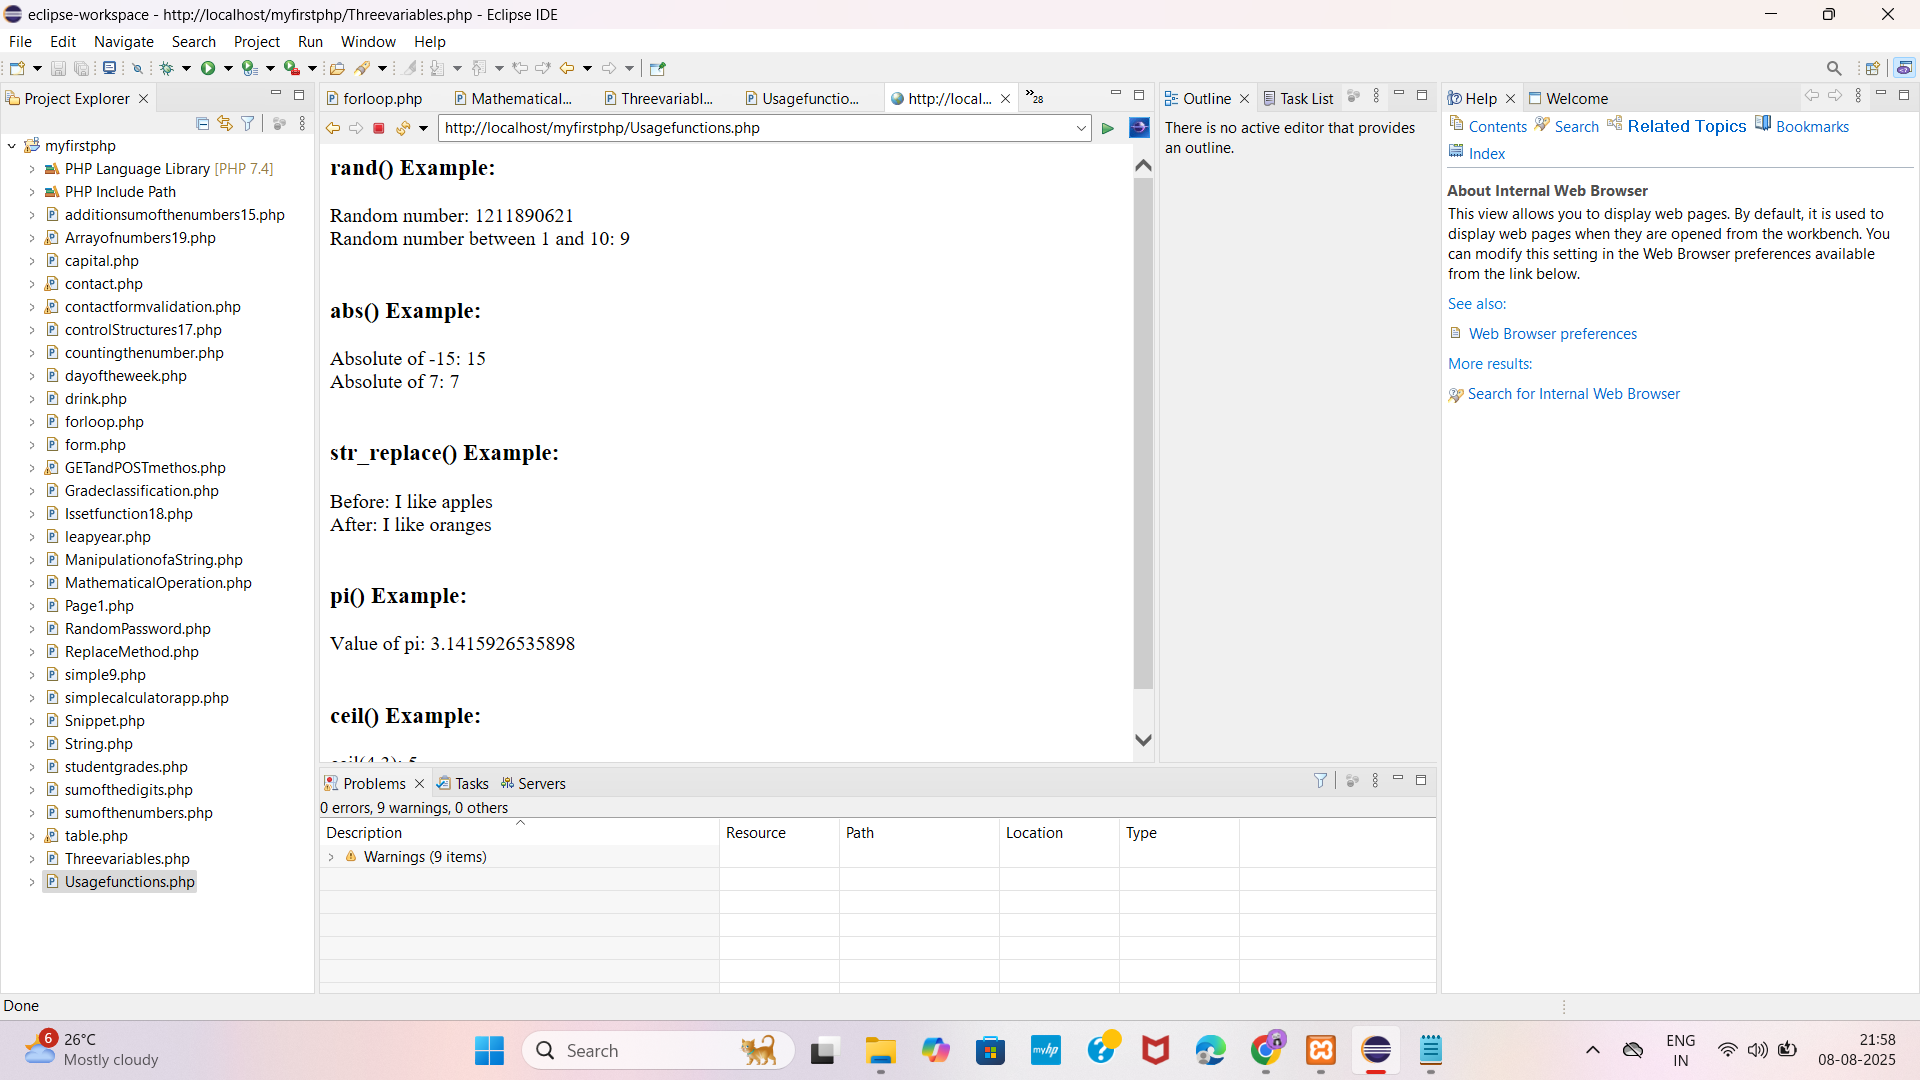 eclipse-workspace - http://localhost/myfirstphp/Threevariables.php - Eclipse IDE
File Edit Navigate Search Project Run Window Help
Project Explorer
myfirstphp
PHP Language Library [PHP 7.4]
PHP Include Path
additionsumofthenumbers15.php
Arrayofnumbers19.php
capital.php
contact.php
contactformvalidation.php
controlStructures17.php
countingthenumber.php
dayoftheweek.php
drink.php
forloop.php
form.php
GETandPOSTmethos.php
Gradeclassification.php
Issetfunction18.php
leapyear.php
ManipulationofaString.php
MathematicalOperation.php
Page1.php
RandomPassword.php
ReplaceMethod.php
simple9.php
simplecalculatorapp.php
Snippet.php
String.php
studentgrades.php
sumofthedigits.php
sumofthenumbers.php
table.php
Threevariables.php
Usagefunctions.php
forloop.php Mathematical... Threevariabl... Usagefunctio... http://local... 28
http://localhost/myfirstphp/Usagefunctions.php
rand() Example:
Random number: 1211890621
Random number between 1 and 10: 9
abs() Example:
Absolute of -15: 15
Absolute of 7: 7
str_replace() Example:
Before: I like apples
After: I like oranges
pi() Example:
Value of pi: 3.1415926535898
ceil() Example:
ceil(4.3): 5
Problems Tasks Servers
0 errors, 9 warnings, 0 others
Description Resource Path Location Type
Warnings (9 items)
Outline Task List
There is no active editor that provides
an outline.
Help Welcome
Contents Search Related Topics Bookmarks
Index
About Internal Web Browser
This view allows you to display web pages. By default, it is used to
display web pages when they are opened from the workbench. You
can modify this setting in the Web Browser preferences available
from the link below.
See also:
Web Browser preferences
More results:
Search for Internal Web Browser
Done
6
26°C
Mostly cloudy
Search
myhp
ENG
IN
21:58
08-08-2025